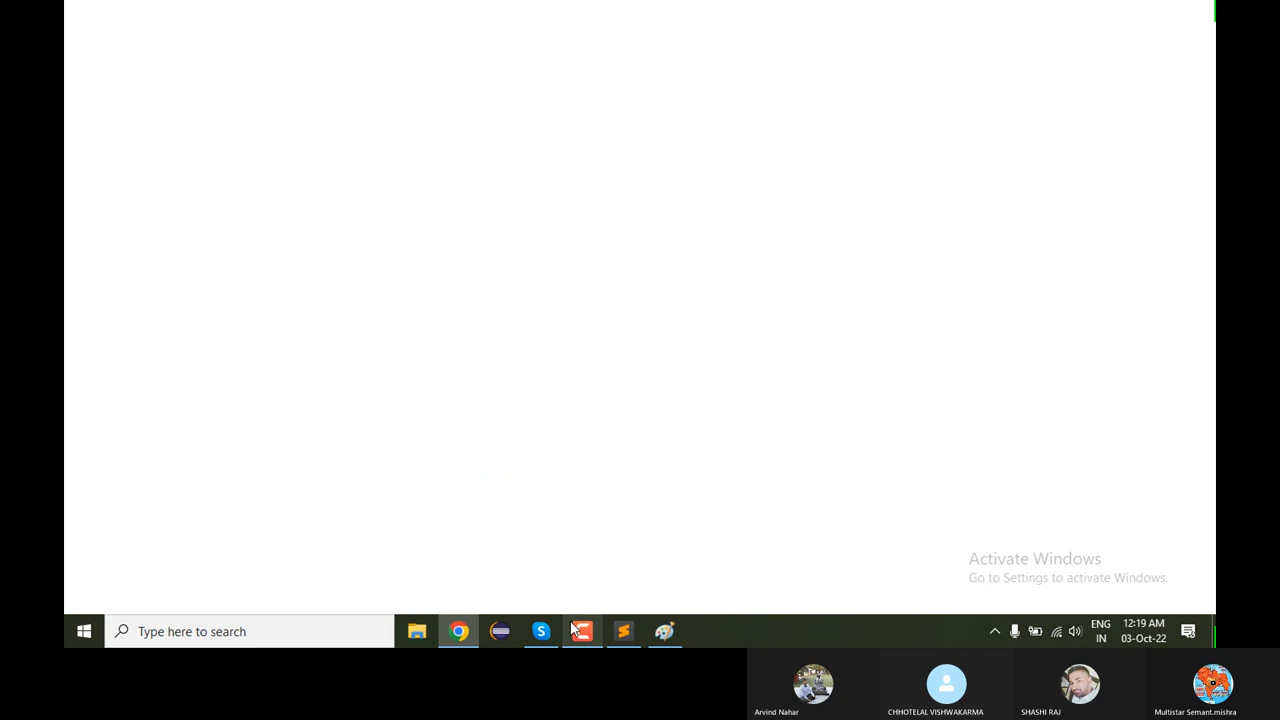 Activate Windows
Go to Settings to activate Windows.
Type here to search
ENG
IN
12:19 AM
03-Oct-22
Arvind Nahar
CHHOTELAL VISHWAKARMA
SHASHI RAJ
Multistar Semant.mishra